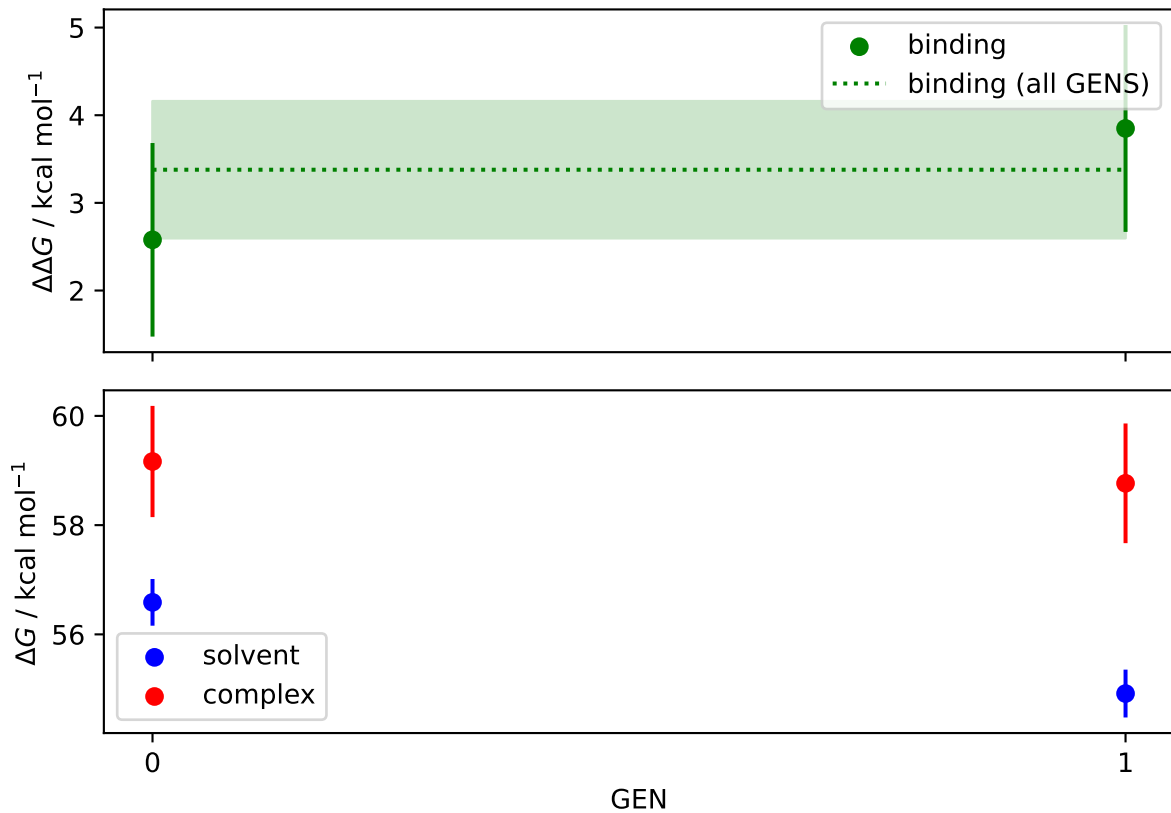 5
4
3
2
ΔΔG / kcal mol⁻¹
binding
binding (all GENS)
60
58
56
ΔG / kcal mol⁻¹
solvent
complex
0
1
GEN